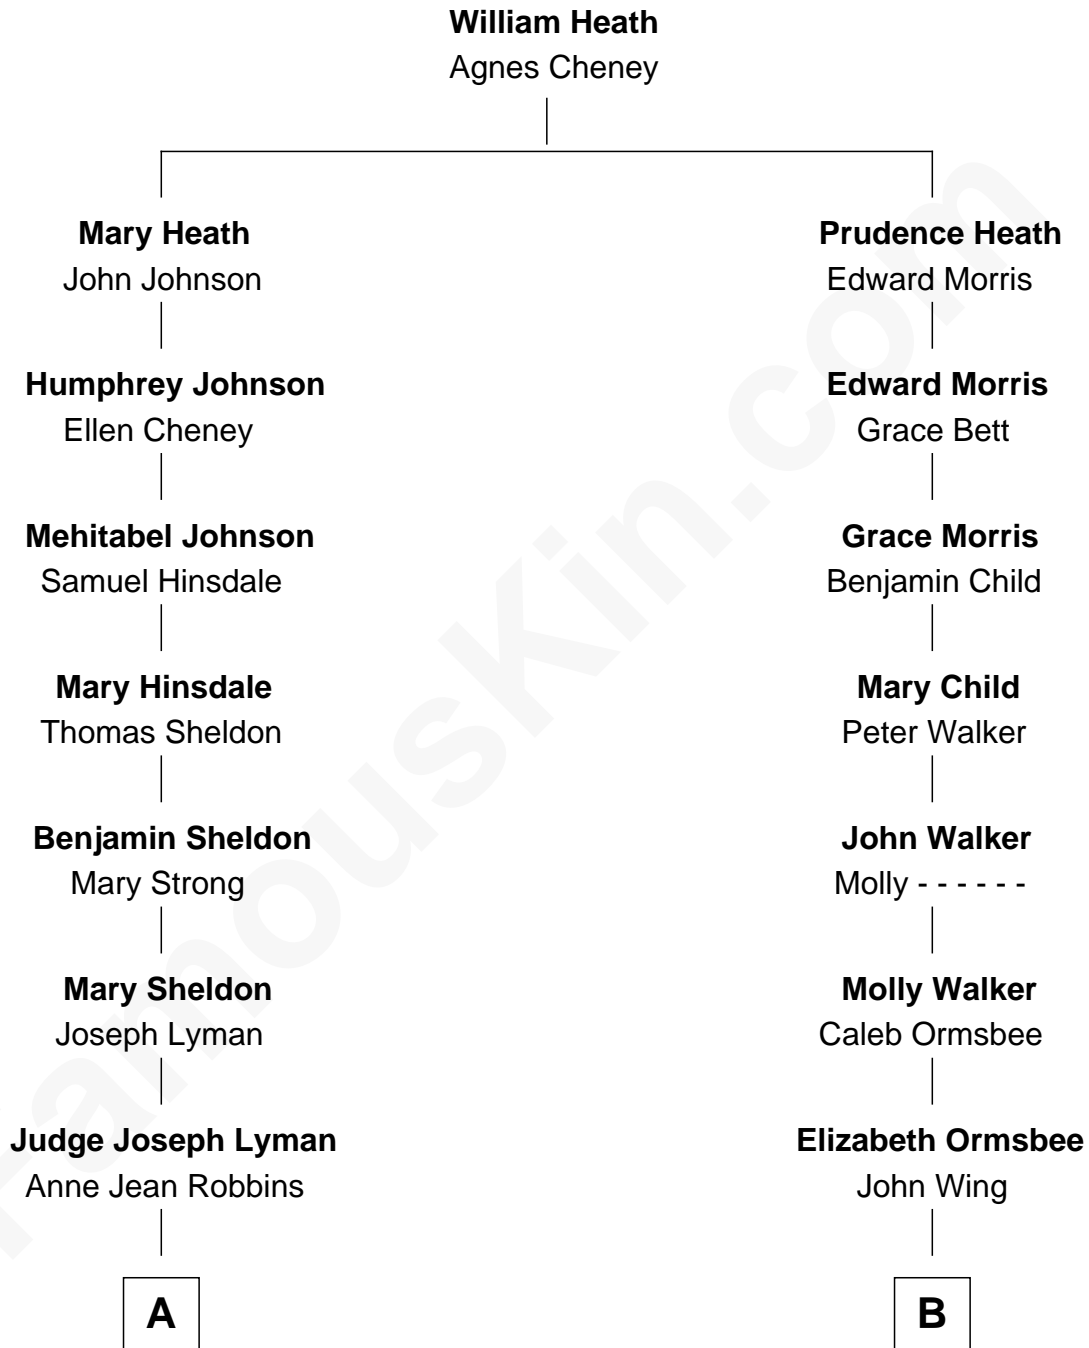 William Heath
Agnes Cheney
Mary Heath
John Johnson
Prudence Heath
Edward Morris
Humphrey Johnson
Ellen Cheney
Edward Morris
Grace Bett
Mehitabel Johnson
Samuel Hinsdale
Grace Morris
Benjamin Child
Mary Hinsdale
Thomas Sheldon
Mary Child
Peter Walker
Benjamin Sheldon
Mary Strong
John Walker
Molly - - - - - -
Mary Sheldon
Joseph Lyman
Molly Walker
Caleb Ormsbee
Judge Joseph Lyman
Anne Jean Robbins
Elizabeth Ormsbee
John Wing
A
B
FamousKin.com